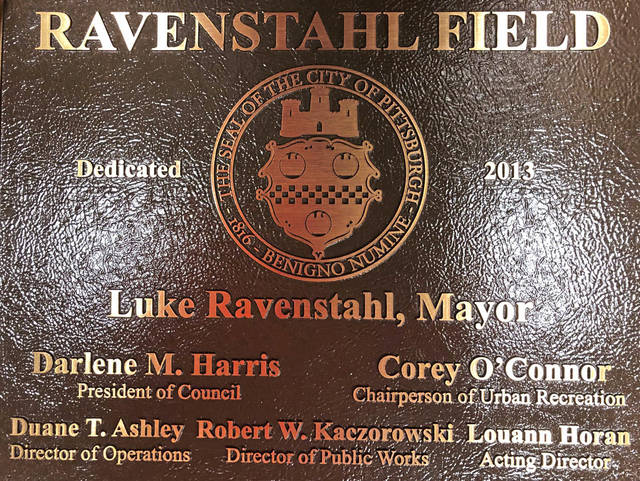 RAVENSTAHL FIELD
THE SEAL OF THE CITY OF PITTSBURGH
- 1816 - BENIGNO NUMINE -
Dedicated 2013
Luke Ravenstahl, Mayor
Darlene M. Harris Corey O'Connor
President of Council Chairperson of Urban Recreation
Duane T. Ashley Robert W. Kaczorowski Louann Horan
Director of Operations Director of Public Works Acting Director